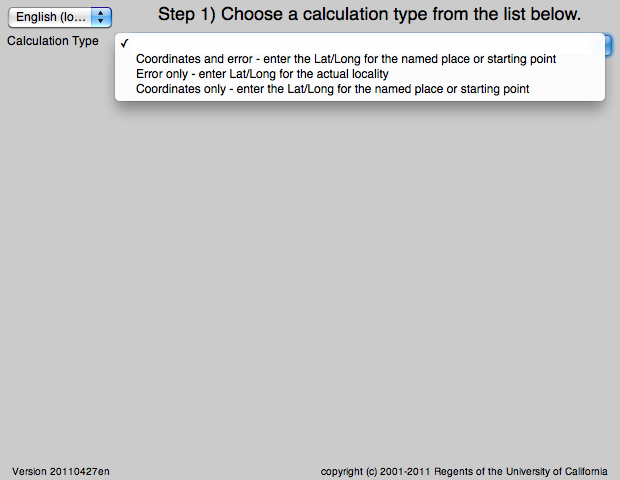 English (lo...
Step 1) Choose a calculation type from the list below.
Calculation Type
✓
Coordinates and error - enter the Lat/Long for the named place or starting point
Error only - enter Lat/Long for the actual locality
Coordinates only - enter the Lat/Long for the named place or starting point
Version 20110427en
copyright (c) 2001-2011 Regents of the University of California